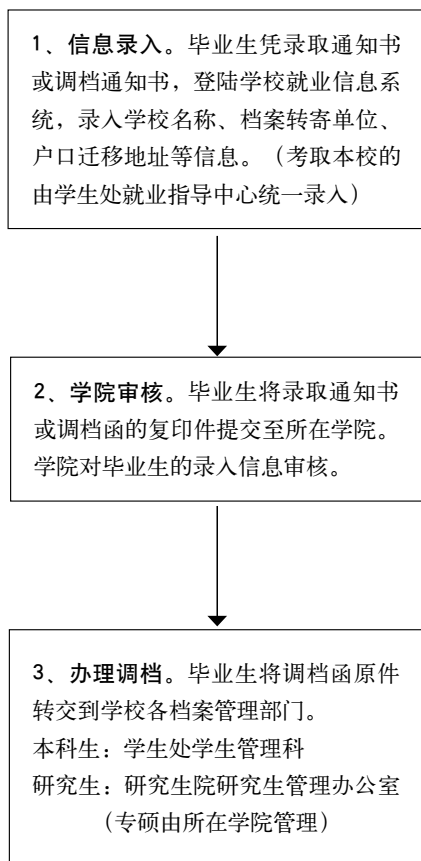 1、信息录入。毕业生凭录取通知书
或调档通知书，登陆学校就业信息系
统，录入学校名称、档案转寄单位、
户口迁移地址等信息。（考取本校的
由学生处就业指导中心统一录入）
2、学院审核。毕业生将录取通知书
或调档函的复印件提交至所在学院。
学院对毕业生的录入信息审核。
3、办理调档。毕业生将调档函原件
转交到学校各档案管理部门。
本科生：学生处学生管理科
研究生：研究生院研究生管理办公室
（专硕由所在学院管理）